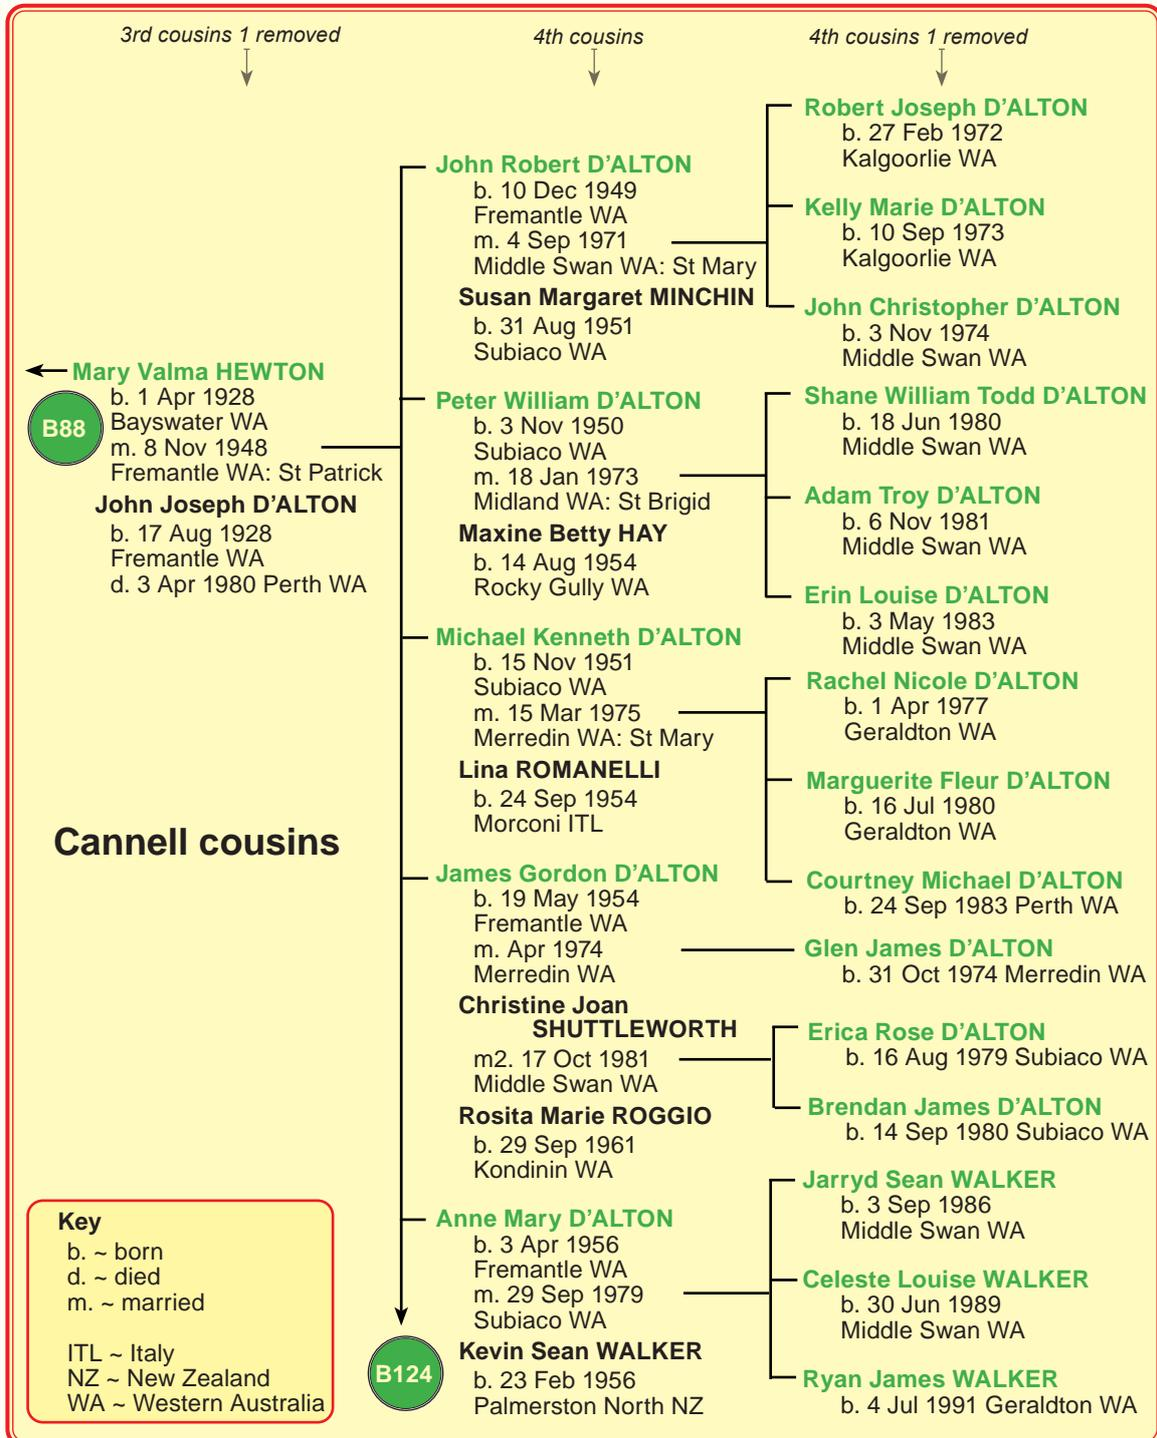 3rd cousins 1 removed
4th cousins
4th cousins 1 removed
Mary Valma HEWTON
b. 1 Apr 1928
Bayswater WA
m. 8 Nov 1948
Fremantle WA: St Patrick
B88
John Joseph D’ALTON
b. 17 Aug 1928
Fremantle WA
d. 3 Apr 1980 Perth WA
Cannell cousins
Key
b. ~ born
d. ~ died
m. ~ married
ITL ~ Italy
NZ ~ New Zealand
WA ~ Western Australia
John Robert D’ALTON
b. 10 Dec 1949
Fremantle WA
m. 4 Sep 1971
Middle Swan WA: St Mary
Susan Margaret MINCHIN
b. 31 Aug 1951
Subiaco WA
Peter William D’ALTON
b. 3 Nov 1950
Subiaco WA
m. 18 Jan 1973
Midland WA: St Brigid
Maxine Betty HAY
b. 14 Aug 1954
Rocky Gully WA
Michael Kenneth D’ALTON
b. 15 Nov 1951
Subiaco WA
m. 15 Mar 1975
Merredin WA: St Mary
Lina ROMANELLI
b. 24 Sep 1954
Morconi ITL
James Gordon D’ALTON
b. 19 May 1954
Fremantle WA
m. Apr 1974
Merredin WA
Christine Joan
SHUTTLEWORTH
m2. 17 Oct 1981
Middle Swan WA
Rosita Marie ROGGIO
b. 29 Sep 1961
Kondinin WA
Anne Mary D’ALTON
b. 3 Apr 1956
Fremantle WA
m. 29 Sep 1979
Subiaco WA
Kevin Sean WALKER
b. 23 Feb 1956
Palmerston North NZ
B124
Robert Joseph D’ALTON
b. 27 Feb 1972
Kalgoorlie WA
Kelly Marie D’ALTON
b. 10 Sep 1973
Kalgoorlie WA
John Christopher D’ALTON
b. 3 Nov 1974
Middle Swan WA
Shane William Todd D’ALTON
b. 18 Jun 1980
Middle Swan WA
Adam Troy D’ALTON
b. 6 Nov 1981
Middle Swan WA
Erin Louise D’ALTON
b. 3 May 1983
Middle Swan WA
Rachel Nicole D’ALTON
b. 1 Apr 1977
Geraldton WA
Marguerite Fleur D’ALTON
b. 16 Jul 1980
Geraldton WA
Courtney Michael D’ALTON
b. 24 Sep 1983 Perth WA
Glen James D’ALTON
b. 31 Oct 1974 Merredin WA
Erica Rose D’ALTON
b. 16 Aug 1979 Subiaco WA
Brendan James D’ALTON
b. 14 Sep 1980 Subiaco WA
Jarryd Sean WALKER
b. 3 Sep 1986
Middle Swan WA
Celeste Louise WALKER
b. 30 Jun 1989
Middle Swan WA
Ryan James WALKER
b. 4 Jul 1991 Geraldton WA